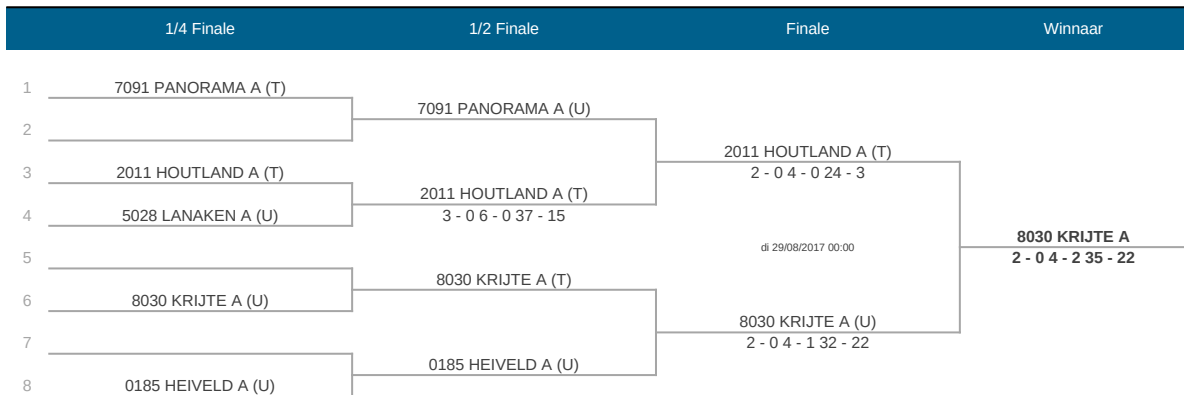 1/4 Finale 1/2 Finale Finale Winnaar
1 7091 PANORAMA A (T)
7091 PANORAMA A (U)
2
2011 HOUTLAND A (T)
3 2011 HOUTLAND A (T)
2 - 0 4 - 0 24 - 3
2011 HOUTLAND A (T)
4 5028 LANAKEN A (U)
3 - 0 6 - 0 37 - 15
8030 KRIJTE A
di 29/08/2017 00:00
5
2 - 0 4 - 2 35 - 22
8030 KRIJTE A (T)
6 8030 KRIJTE A (U)
8030 KRIJTE A (U)
7
2 - 0 4 - 1 32 - 22
0185 HEIVELD A (U)
8 0185 HEIVELD A (U)